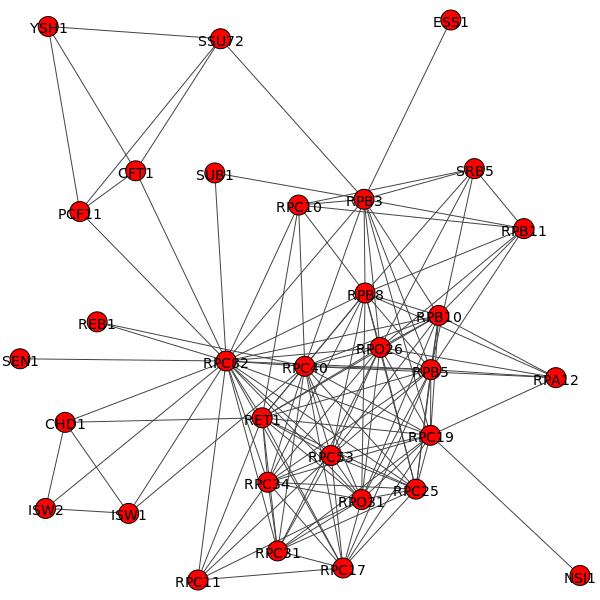 ESS1
YSH1
SSU72
SRB5
CFT1
SUB1
RPB3
RPC10
PCF11
RPB11
RPB8
RPB10
REB1
RPO26
SEN1
RPC82
RPC40
RPB5
RPA12
CHD1
RET1
RPC19
RPC53
RPC34
RPC25
RPO31
ISW2
ISW1
RPC31
RPC17
RPC11
NSI1